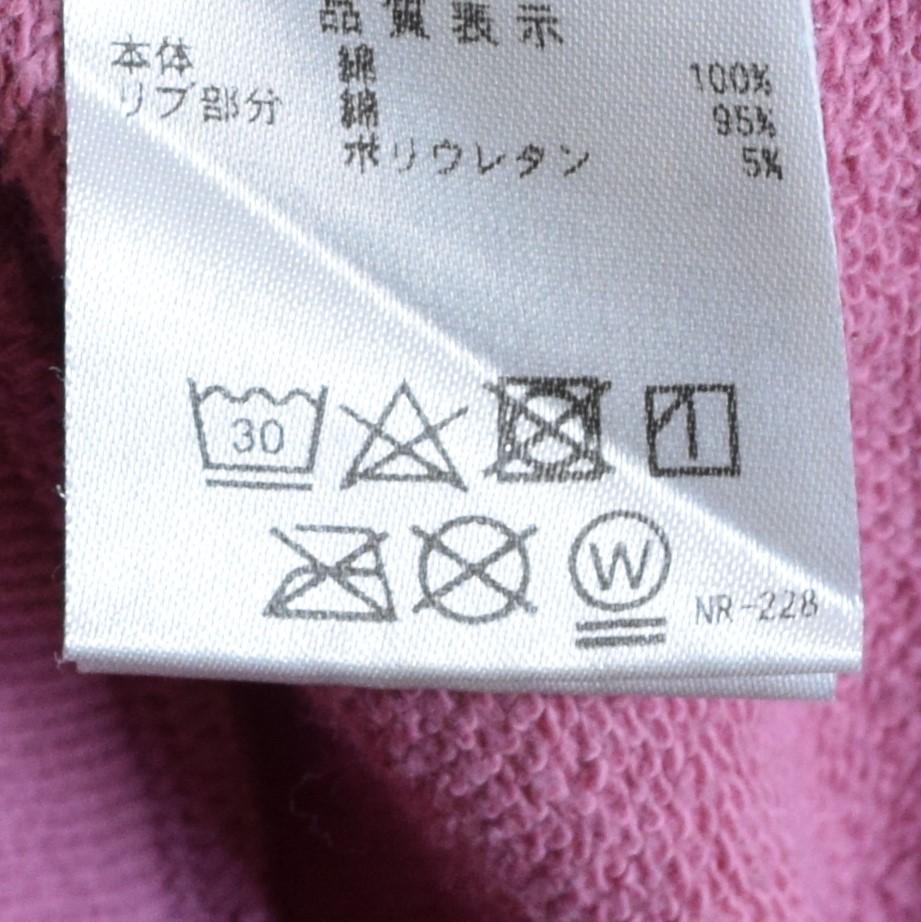 品質表示
本体 綿 100%
リブ部分 綿 95%
ポリウレタン 5%
30
W
NR-228